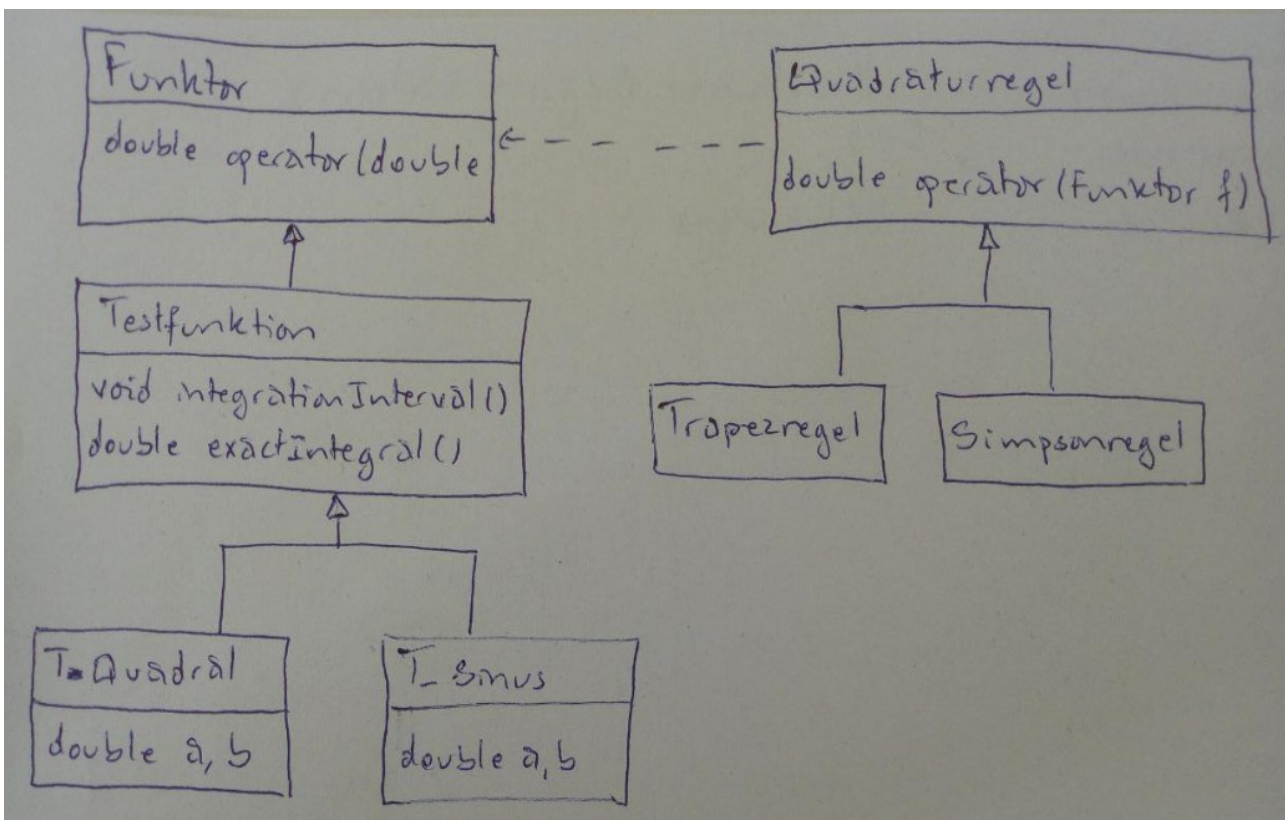 Funktor
double operator(double
Quadraturregel
double operator(Funktor f)
Testfunktion
void integrationInterval()
double exactIntegral()
Trapezregel
Simpsonregel
T_Quadrat
double a, b
T_Sinus
double a, b